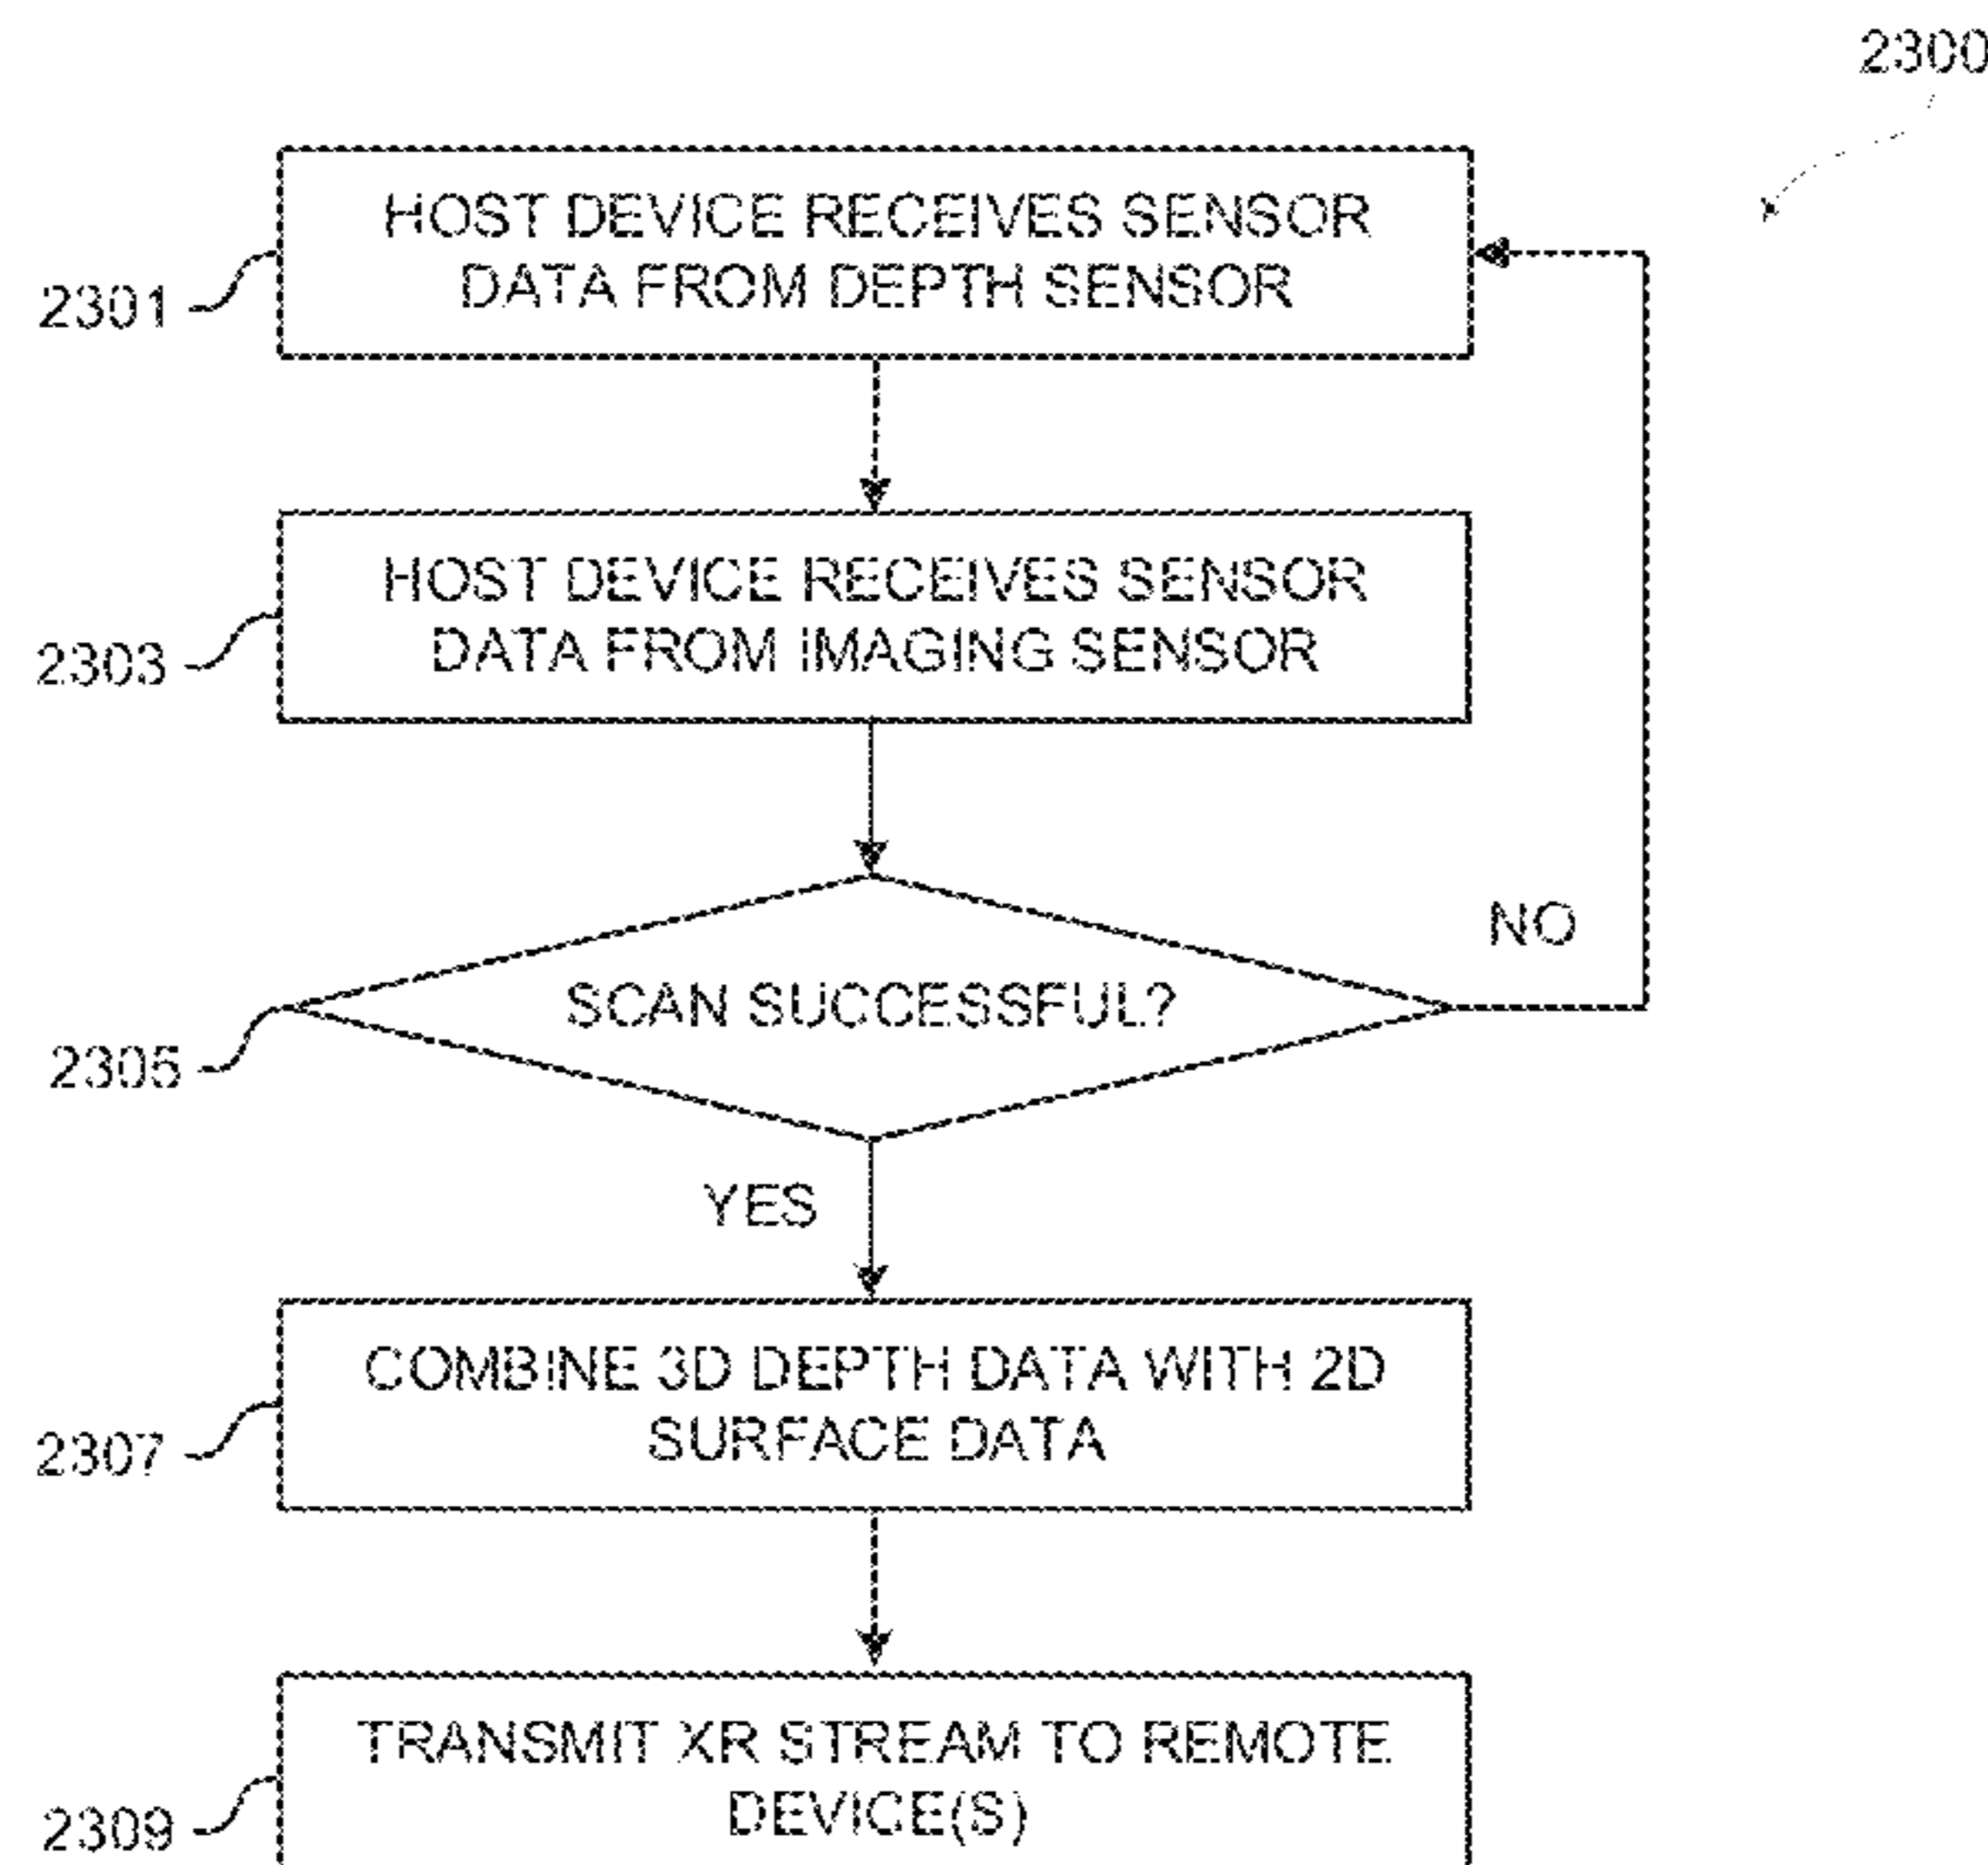 2300
HOST DEVICE RECEIVES SENSOR
DATA FROM DEPTH SENSOR
2301
HOST DEVICE RECEIVES SENSOR
DATA FROM IMAGING SENSOR
2303
NO
SCAN SUCCESSFUL?
2305
YES
COMBINE 3D DEPTH DATA WITH 2D
SURFACE DATA
2307
TRANSMIT XR STREAM TO REMOTE
DEVICE(S)
2309